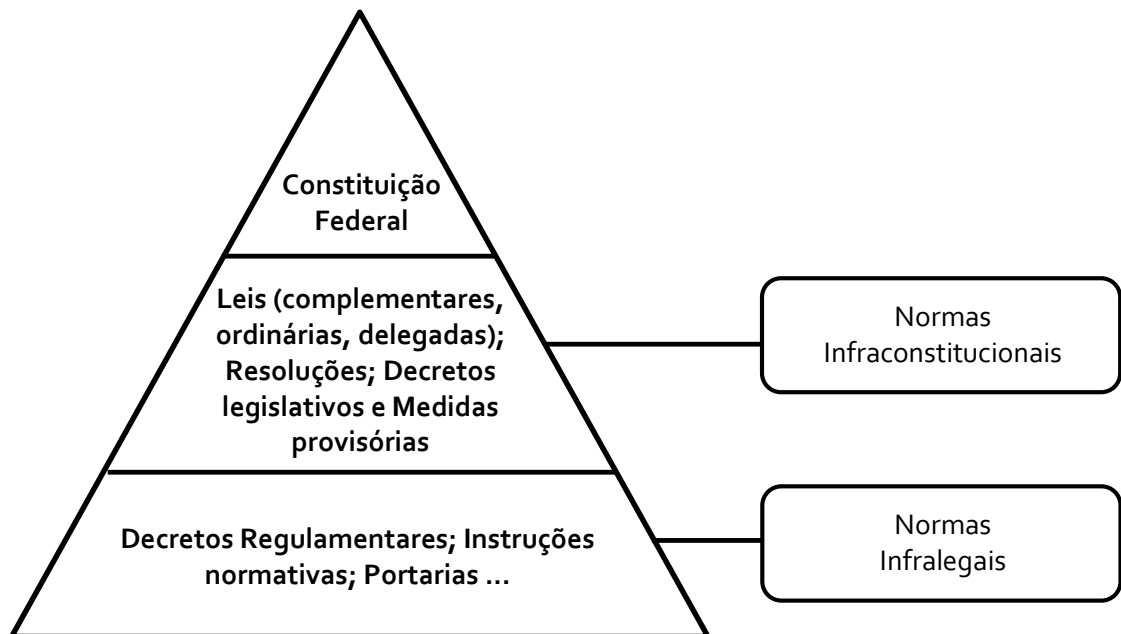 Constituição
Federal
Leis (complementares,
ordinárias, delegadas);
Resoluções; Decretos
legislativos e Medidas
provisórias
Normas
Infraconstitucionais
Decretos Regulamentares; Instruções
normativas; Portarias ...
Normas
Infralegais